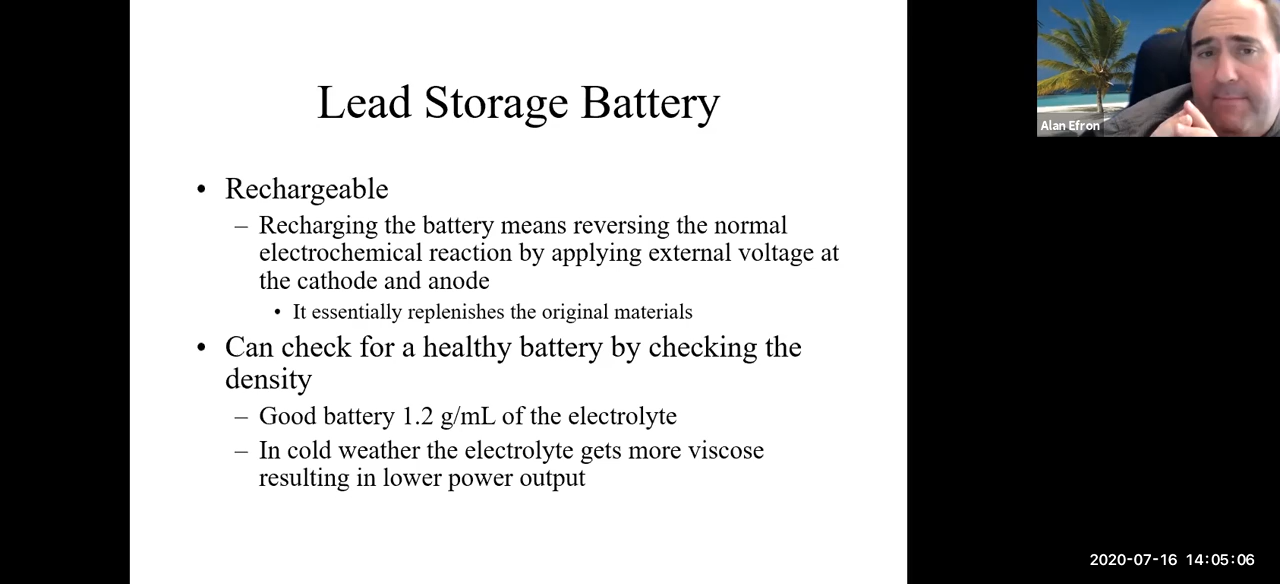 Lead Storage Battery
• Rechargeable
– Recharging the battery means reversing the normal
electrochemical reaction by applying external voltage at
the cathode and anode
• It essentially replenishes the original materials
• Can check for a healthy battery by checking the
density
– Good battery 1.2 g/mL of the electrolyte
– In cold weather the electrolyte gets more viscose
resulting in lower power output
Alan Efron
2020-07-16 14:05:06